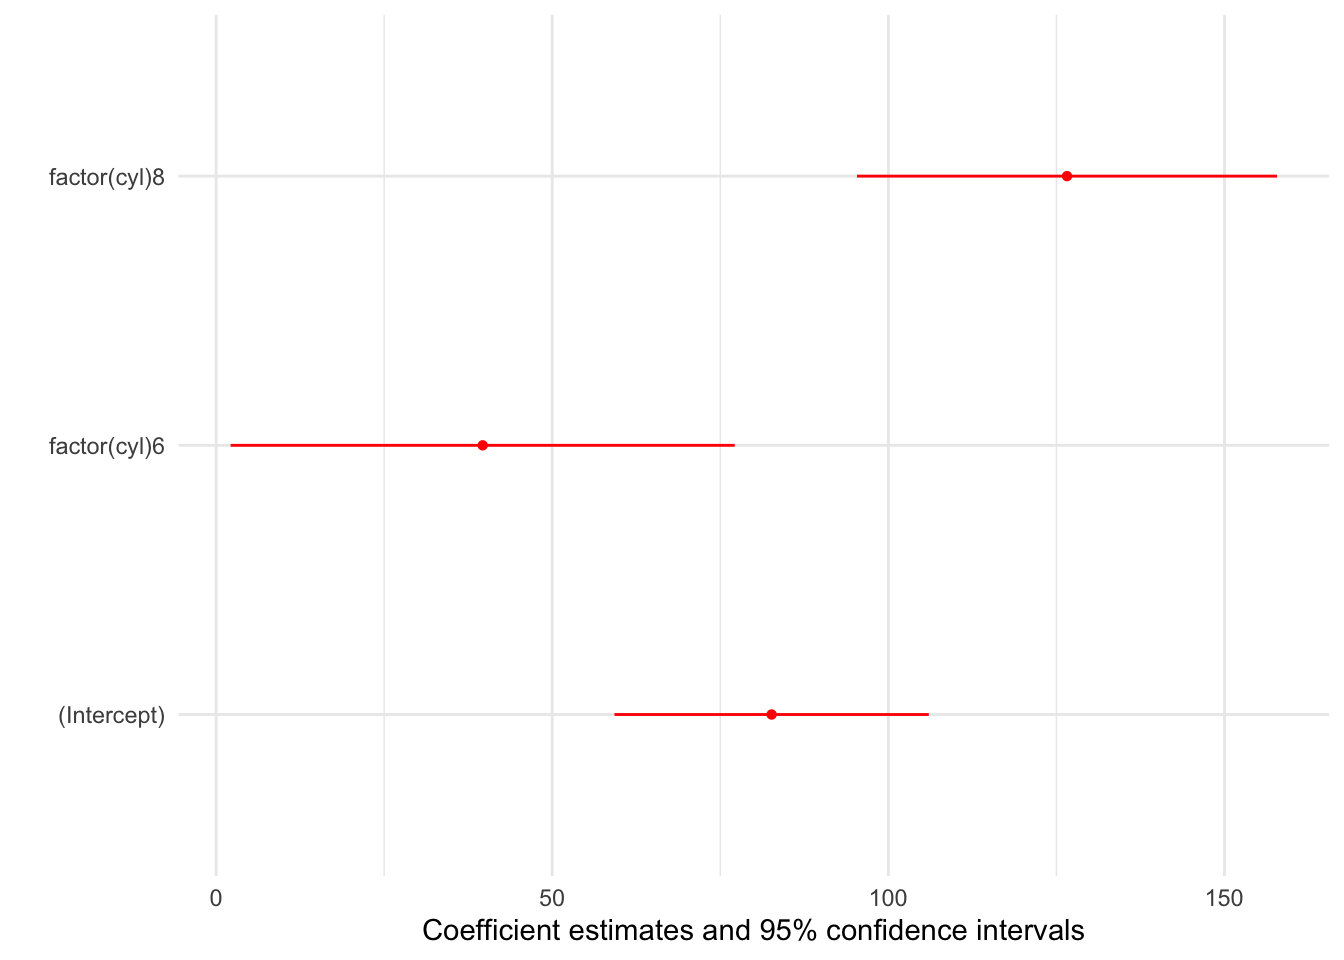 factor(cyl)8
factor(cyl)6
(Intercept)
0 50 100 150
Coefficient estimates and 95% confidence intervals